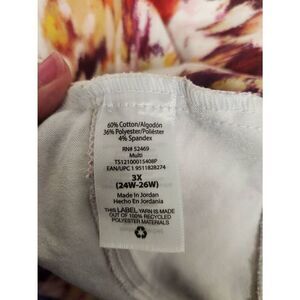 60% Cotton/Algodón
36% Polyester/Poliéster
4% Spandex
RN# 52469
Multi
TS12100015408P
EAN/UPC 1 9511828274
3X
(24W-26W)
Made in Jordan
Hecho En Jordania
THIS LABEL YARN IS MADE
OUT OF 100% RECYCLED
POLYESTER MATERIALS